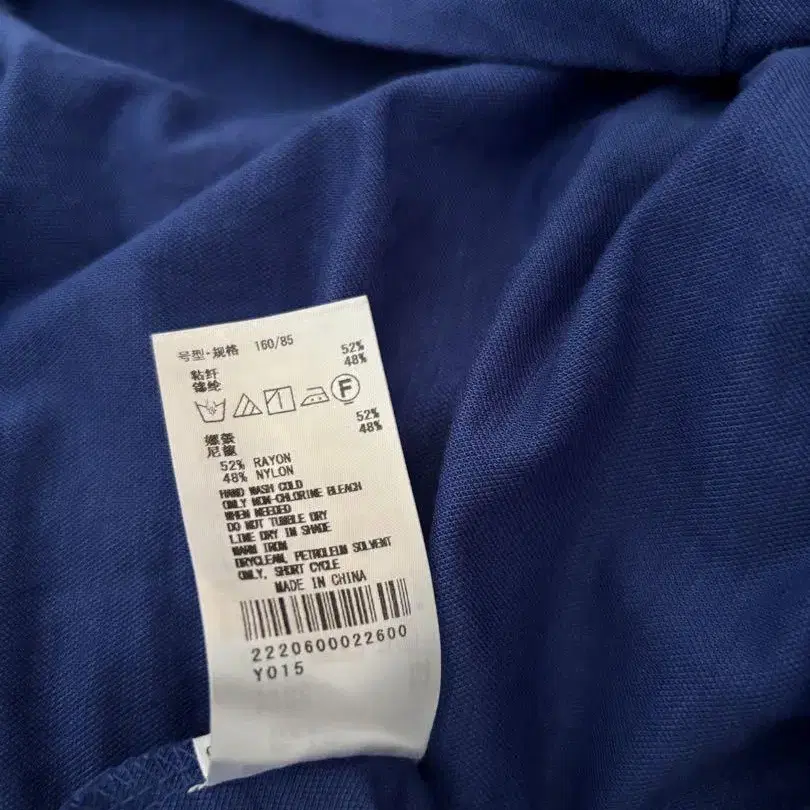 号型·规格 160/85
粘纤 52%
锦纶 48%
F
嫘縈 52%
尼龍 48%
52% RAYON
48% NYLON
HAND WASH COLD
ONLY NON-CHLORINE BLEACH
WHEN NEEDED
DO NOT TUMBLE DRY
LINE DRY IN SHADE
WARM IRON
DRYCLEAN, PETROLEUM SOLVENT
ONLY, SHORT CYCLE
MADE IN CHINA
2220600022600
Y015